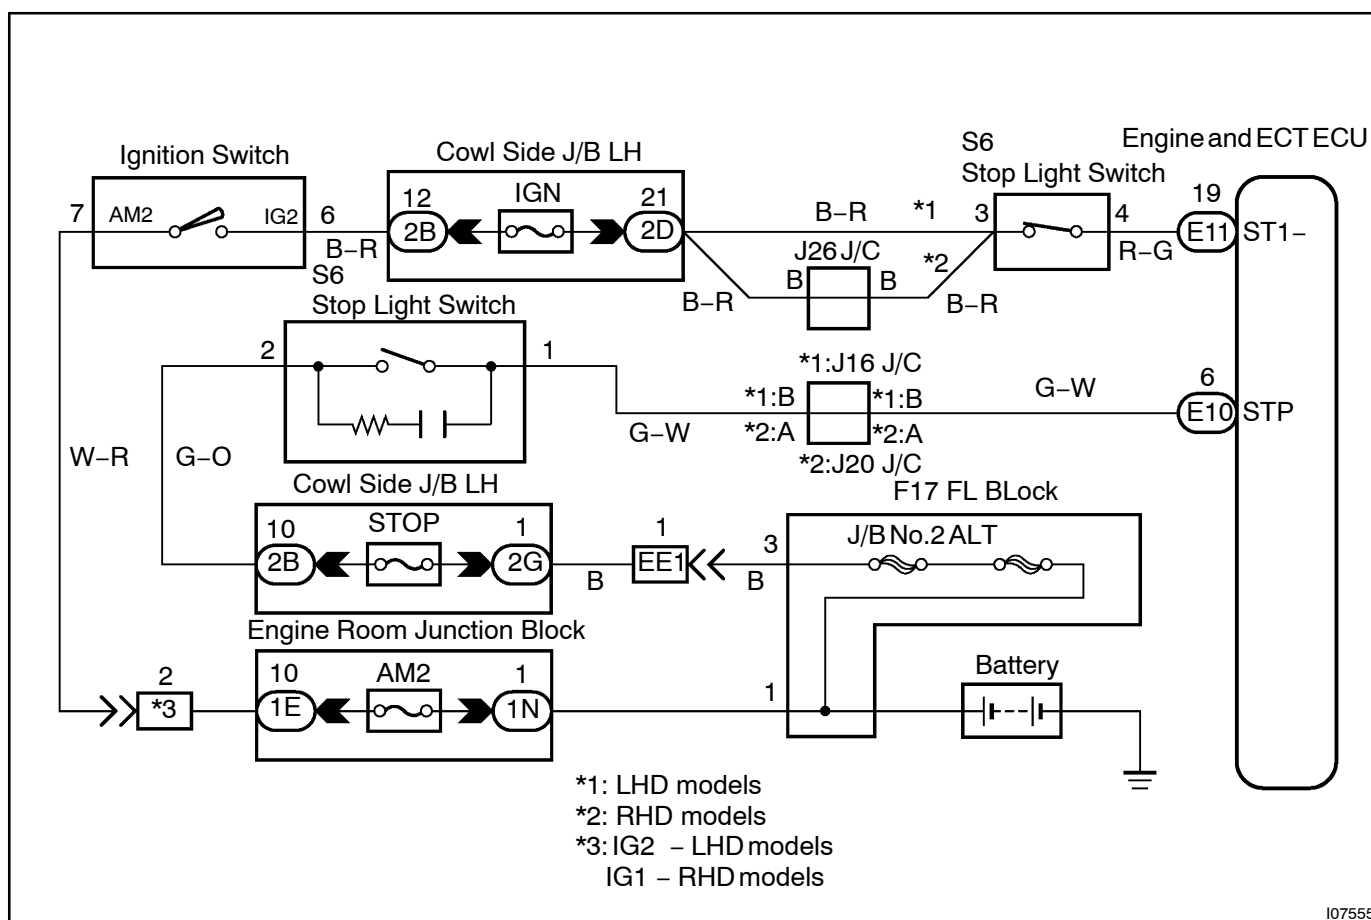 S6
Engine and ECT ECU
Ignition Switch
Cowl Side J/B LH
Stop Light Switch
7
AM2
IG2
6
B–R
12
2B
IGN
21
2D
B–R
*1
3
4
R–G
19
E11
ST1–
J26 J/C
B
B
*2
B–R
B–R
S6
Stop Light Switch
2
1
G–W
*1:J16 J/C
*1:B
*1:B
*2:A
*2:A
*2:J20 J/C
G–W
6
E10
STP
W–R
G–O
Cowl Side J/B LH
10
2B
STOP
1
2G
B
1
EE1
B
3
F17 FL BLock
J/B No.2 ALT
Engine Room Junction Block
2
*3
10
1E
AM2
1
1N
1
Battery
*1: LHD models
*2: RHD models
*3: IG2 – LHD models
IG1 – RHD models
I07555